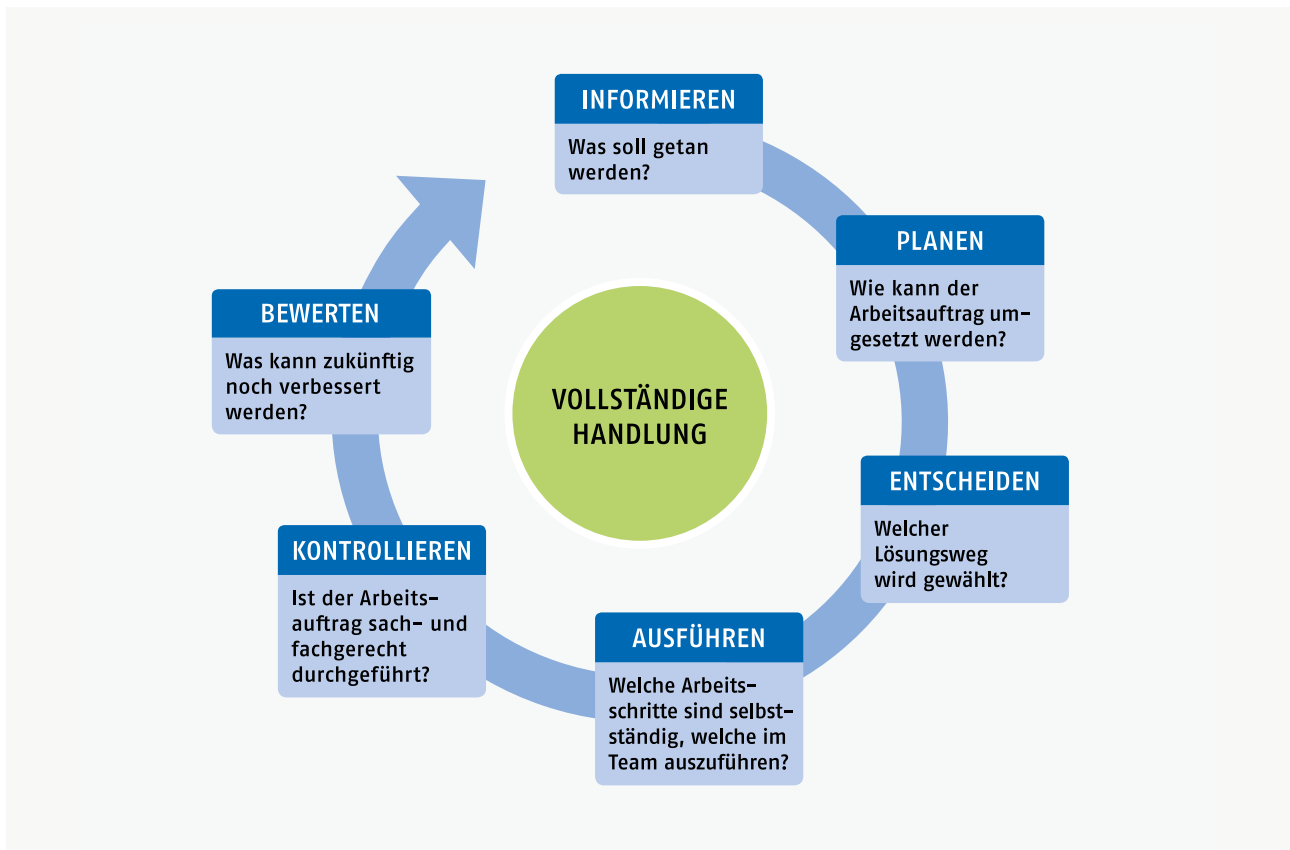 INFORMIEREN
Was soll getan
werden?
PLANEN
Wie kann der
Arbeitsauftrag um-
gesetzt werden?
ENTSCHEIDEN
Welcher
Lösungsweg
wird gewählt?
AUSFÜHREN
Welche Arbeits-
schritte sind selbst-
ständig, welche im
Team auszuführen?
KONTROLLIEREN
Ist der Arbeits-
auftrag sach- und
fachgerecht
durchgeführt?
BEWERTEN
Was kann zukünftig
noch verbessert
werden?
VOLLSTÄNDIGE
HANDLUNG